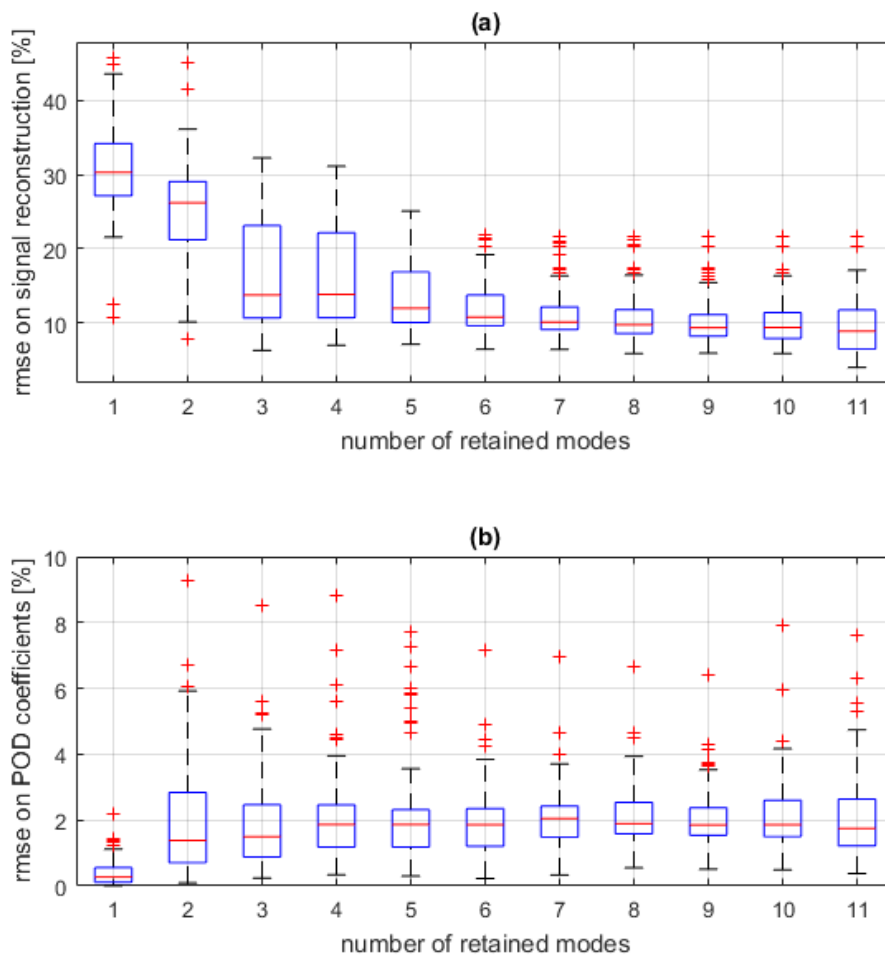 (a)
rmse on signal reconstruction [%]
40
30
20
10
1 2 3 4 5 6 7 8 9 10 11
number of retained modes
(b)
rmse on POD coefficients [%]
10
8
6
4
2
0
1 2 3 4 5 6 7 8 9 10 11
number of retained modes